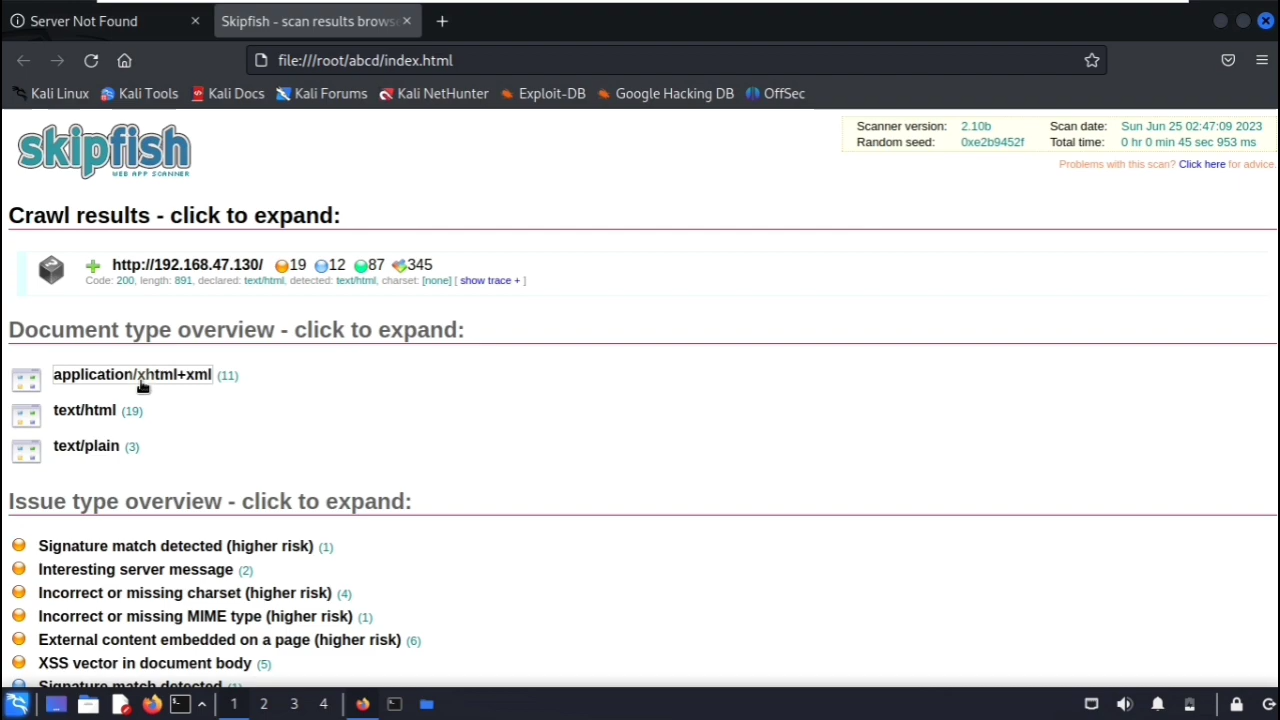 Server Not Found
Skipfish - scan results brows
file:///root/abcd/index.html
Kali Linux Kali Tools Kali Docs Kali Forums Kali NetHunter Exploit-DB Google Hacking DB OffSec
skipfish
WEB APP SCANNER
Scanner version: 2.10b Scan date: Sun Jun 25 02:47:09 2023
Random seed: 0xe2b9452f Total time: 0 hr 0 min 45 sec 953 ms
Problems with this scan? Click here for advice.
Crawl results - click to expand:
http://192.168.47.130/ 19 12 87 345
Code: 200, length: 891, declared: text/html, detected: text/html, charset: [none] [ show trace + ]
Document type overview - click to expand:
application/xhtml+xml (11)
text/html (19)
text/plain (3)
Issue type overview - click to expand:
Signature match detected (higher risk) (1)
Interesting server message (2)
Incorrect or missing charset (higher risk) (4)
Incorrect or missing MIME type (higher risk) (1)
External content embedded on a page (higher risk) (6)
XSS vector in document body (5)
Signature match detected (1)
1 2 3 4